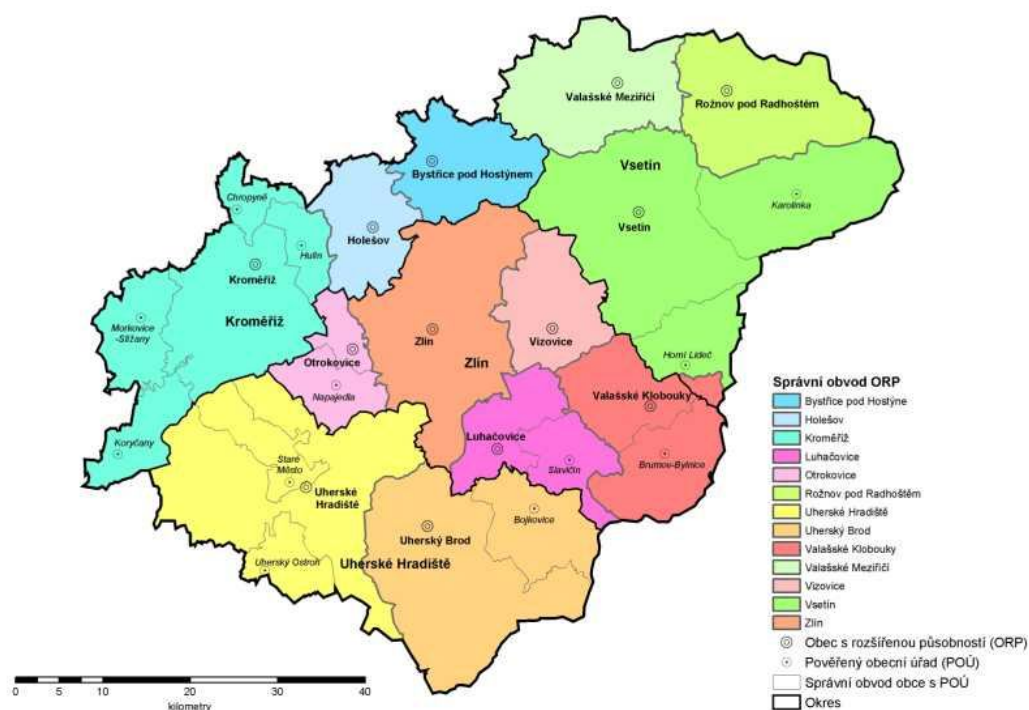 Valašské Meziříčí
Rožnov pod Radhoštěm
Bystřice pod Hostýnem
Vsetín
Karolinka
Chropyně
Holešov
Vsetín
Hulín
Kroměříž
Morkovice
-Slížany
Kroměříž
Zlín
Vizovice
Otrokovice
Zlín
Horní Lideč
Napajedla
Valašské Klobouky
Koryčany
Luhačovice
Staré
Město
Slavičín
Brumov-Bylnice
Uherské
Hradiště
Bojkovice
Uherský Brod
Uherský Ostroh
Uherské Hradiště
Správní obvod ORP
Bystřice pod Hostýne
Holešov
Kroměříž
Luhačovice
Otrokovice
Rožnov pod Radhoštěm
Uherské Hradiště
Uherský Brod
Valašské Klobouky
Valašské Meziříčí
Vizovice
Vsetín
Zlín
Obec s rozšířenou působností (ORP)
Pověřený obecní úřad (POÚ)
Správní obvod obce s POÚ
Okres
0 5 10 20 30 40
kilometry